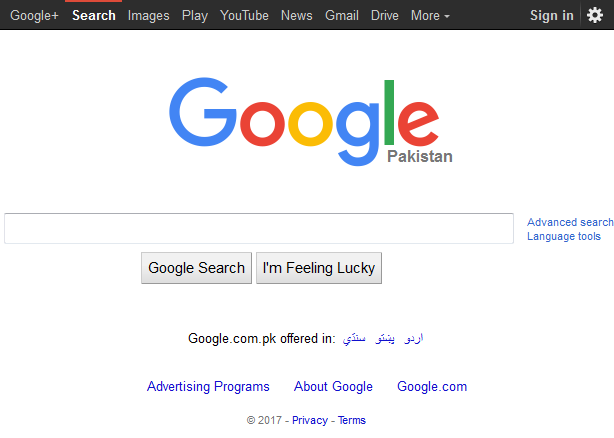 Google+ Search Images Play YouTube News Gmail Drive More Sign in
Google
Pakistan
Advanced search
Language tools
Google Search I'm Feeling Lucky
Google.com.pk offered in: اردو پښتو سنڌي
Advertising Programs About Google Google.com
© 2017 - Privacy - Terms